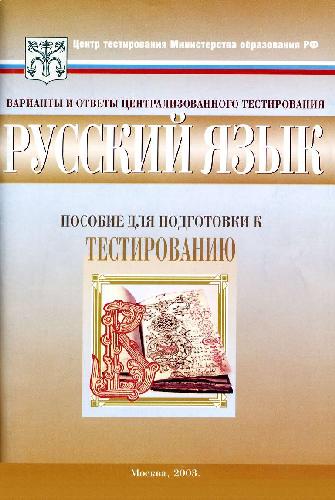 Центр тестирования Министерства образования РФ
ВАРИАНТЫ И ОТВЕТЫ ЦЕНТРАЛИЗОВАННОГО ТЕСТИРОВАНИЯ
РУССКИЙ ЯЗЫК
ПОСОБИЕ ДЛЯ ПОДГОТОВКИ К
ТЕСТИРОВАНИЮ
Москва, 2003.